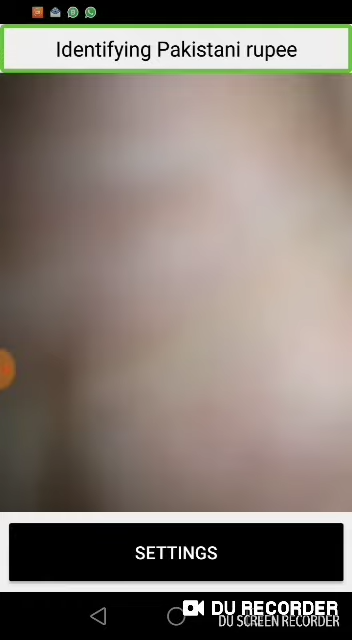 Identifying Pakistani rupee
SETTINGS
DU RECORDER
DU SCREEN RECORDER